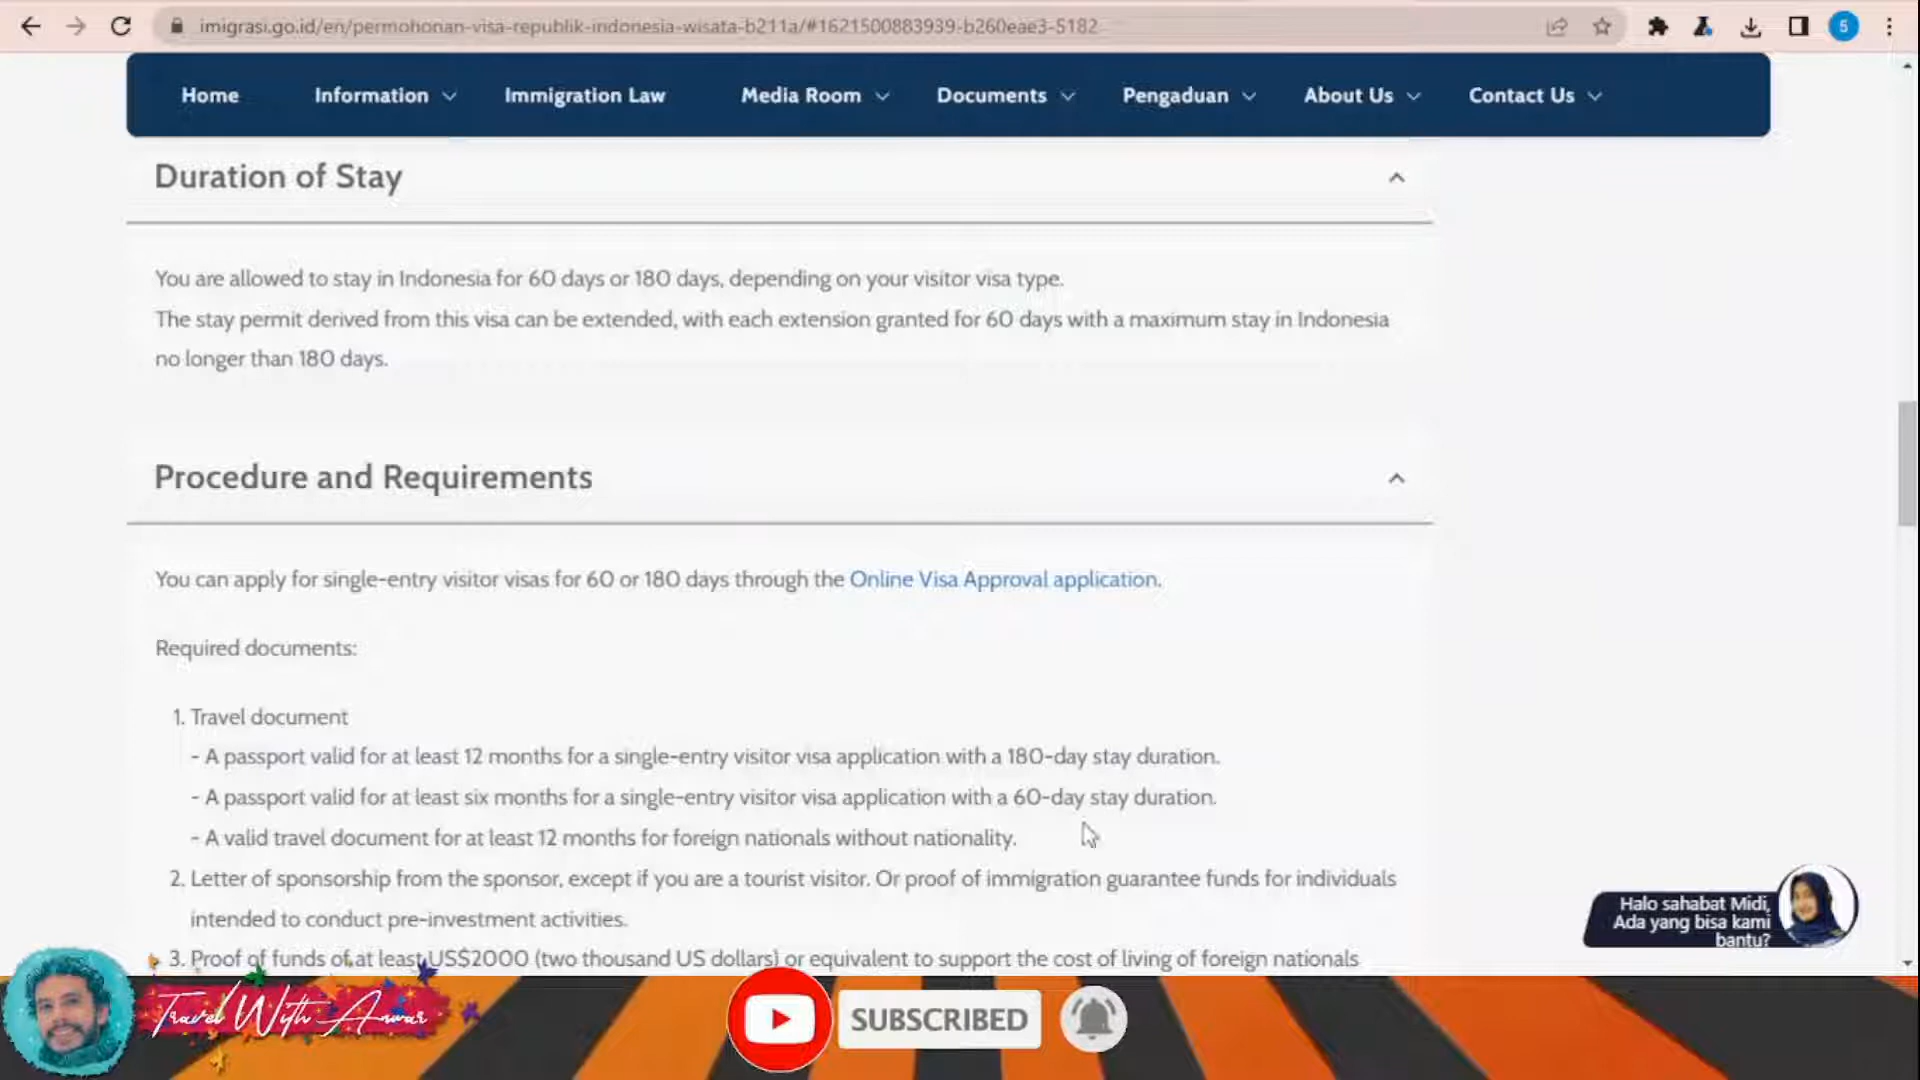 imigrasi.go.id/en/permohonan-visa-republik-indonesia-wisata-b211a/#1621500883939-b260eae3-5182
5
Home Information Immigration Law Media Room Documents Pengaduan About Us Contact Us
Duration of Stay
You are allowed to stay in Indonesia for 60 days or 180 days, depending on your visitor visa type.
The stay permit derived from this visa can be extended, with each extension granted for 60 days with a maximum stay in Indonesia
no longer than 180 days.
Procedure and Requirements
You can apply for single-entry visitor visas for 60 or 180 days through the Online Visa Approval application.
Required documents:
1. Travel document
- A passport valid for at least 12 months for a single-entry visitor visa application with a 180-day stay duration.
- A passport valid for at least six months for a single-entry visitor visa application with a 60-day stay duration.
- A valid travel document for at least 12 months for foreign nationals without nationality.
2. Letter of sponsorship from the sponsor, except if you are a tourist visitor. Or proof of immigration guarantee funds for individuals
intended to conduct pre-investment activities.
3. Proof of funds of at least US$2000 (two thousand US dollars) or equivalent to support the cost of living of foreign nationals
Halo sahabat Midi,
Ada yang bisa kami
bantu?
Travel With Anwar
SUBSCRIBED